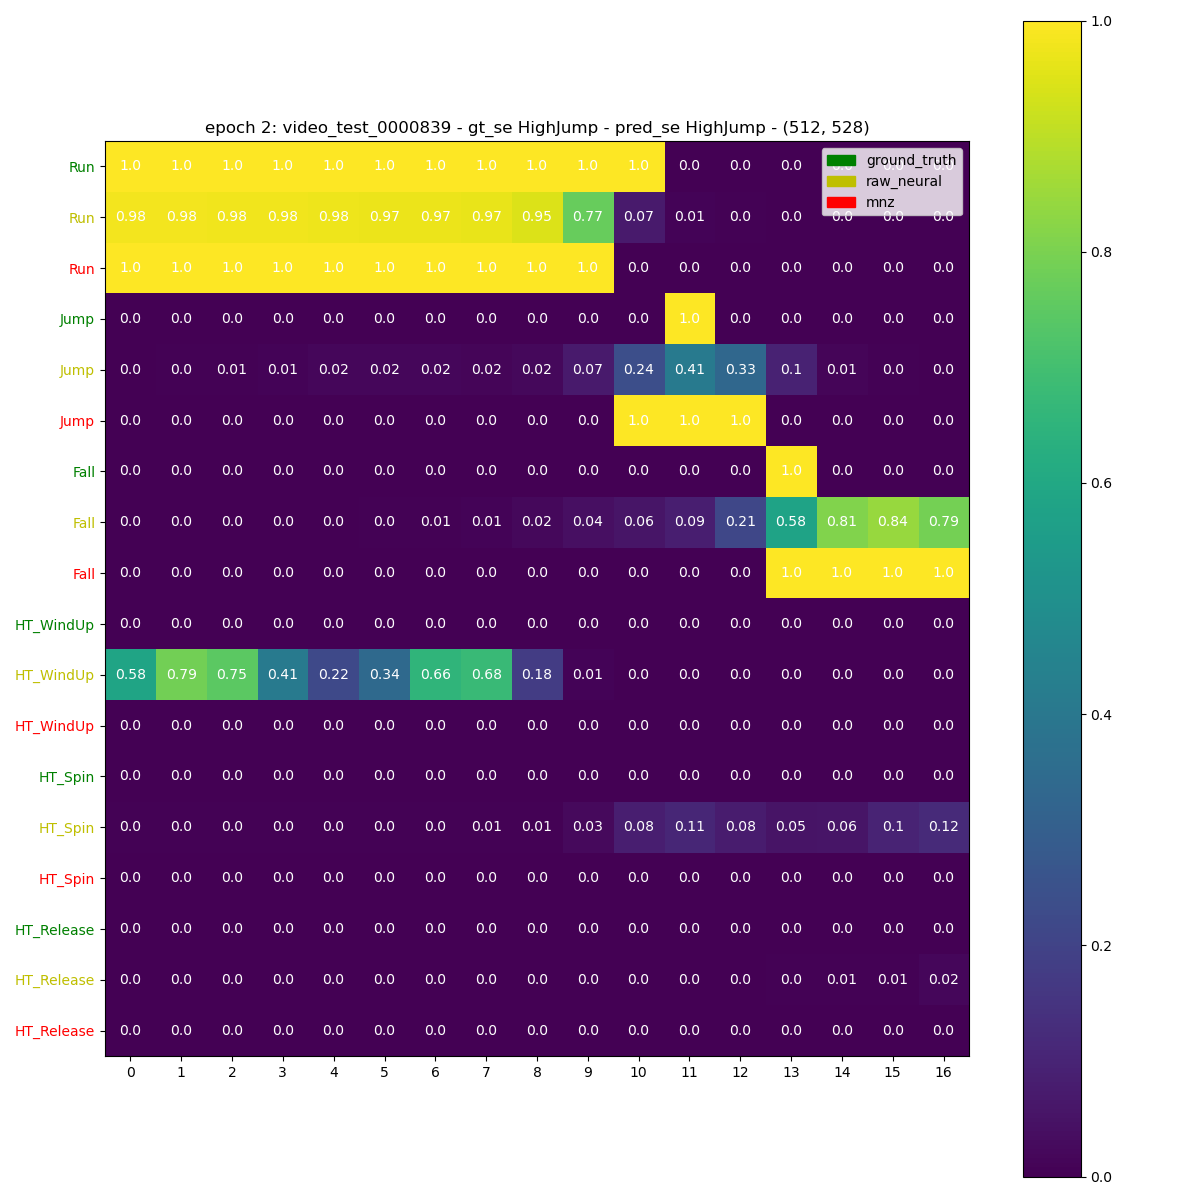 epoch 2: video_test_0000839 - gt_se HighJump - pred_se HighJump - (512, 528)
ground_truth
raw_neural
mnz
Run 1.0 1.0 1.0 1.0 1.0 1.0 1.0 1.0 1.0 1.0 1.0 0.0 0.0 0.0
Run 0.98 0.98 0.98 0.98 0.98 0.97 0.97 0.97 0.95 0.77 0.07 0.01 0.0 0.0 0.0 0.0 0.0
Run 1.0 1.0 1.0 1.0 1.0 1.0 1.0 1.0 1.0 1.0 0.0 0.0 0.0 0.0 0.0 0.0 0.0
Jump 0.0 0.0 0.0 0.0 0.0 0.0 0.0 0.0 0.0 0.0 0.0 1.0 0.0 0.0 0.0 0.0 0.0
Jump 0.0 0.0 0.01 0.01 0.02 0.02 0.02 0.02 0.02 0.07 0.24 0.41 0.33 0.1 0.01 0.0 0.0
Jump 0.0 0.0 0.0 0.0 0.0 0.0 0.0 0.0 0.0 0.0 1.0 1.0 1.0 0.0 0.0 0.0 0.0
Fall 0.0 0.0 0.0 0.0 0.0 0.0 0.0 0.0 0.0 0.0 0.0 0.0 0.0 1.0 0.0 0.0 0.0
Fall 0.0 0.0 0.0 0.0 0.0 0.0 0.01 0.01 0.02 0.04 0.06 0.09 0.21 0.58 0.81 0.84 0.79
Fall 0.0 0.0 0.0 0.0 0.0 0.0 0.0 0.0 0.0 0.0 0.0 0.0 0.0 1.0 1.0 1.0 1.0
HT_WindUp 0.0 0.0 0.0 0.0 0.0 0.0 0.0 0.0 0.0 0.0 0.0 0.0 0.0 0.0 0.0 0.0 0.0
HT_WindUp 0.58 0.79 0.75 0.41 0.22 0.34 0.66 0.68 0.18 0.01 0.0 0.0 0.0 0.0 0.0 0.0 0.0
HT_WindUp 0.0 0.0 0.0 0.0 0.0 0.0 0.0 0.0 0.0 0.0 0.0 0.0 0.0 0.0 0.0 0.0 0.0
HT_Spin 0.0 0.0 0.0 0.0 0.0 0.0 0.0 0.0 0.0 0.0 0.0 0.0 0.0 0.0 0.0 0.0 0.0
HT_Spin 0.0 0.0 0.0 0.0 0.0 0.0 0.0 0.01 0.01 0.03 0.08 0.11 0.08 0.05 0.06 0.1 0.12
HT_Spin 0.0 0.0 0.0 0.0 0.0 0.0 0.0 0.0 0.0 0.0 0.0 0.0 0.0 0.0 0.0 0.0 0.0
HT_Release 0.0 0.0 0.0 0.0 0.0 0.0 0.0 0.0 0.0 0.0 0.0 0.0 0.0 0.0 0.0 0.0 0.0
HT_Release 0.0 0.0 0.0 0.0 0.0 0.0 0.0 0.0 0.0 0.0 0.0 0.0 0.0 0.0 0.01 0.01 0.02
HT_Release 0.0 0.0 0.0 0.0 0.0 0.0 0.0 0.0 0.0 0.0 0.0 0.0 0.0 0.0 0.0 0.0 0.0
0 1 2 3 4 5 6 7 8 9 10 11 12 13 14 15 16
1.0
0.8
0.6
0.4
0.2
0.0